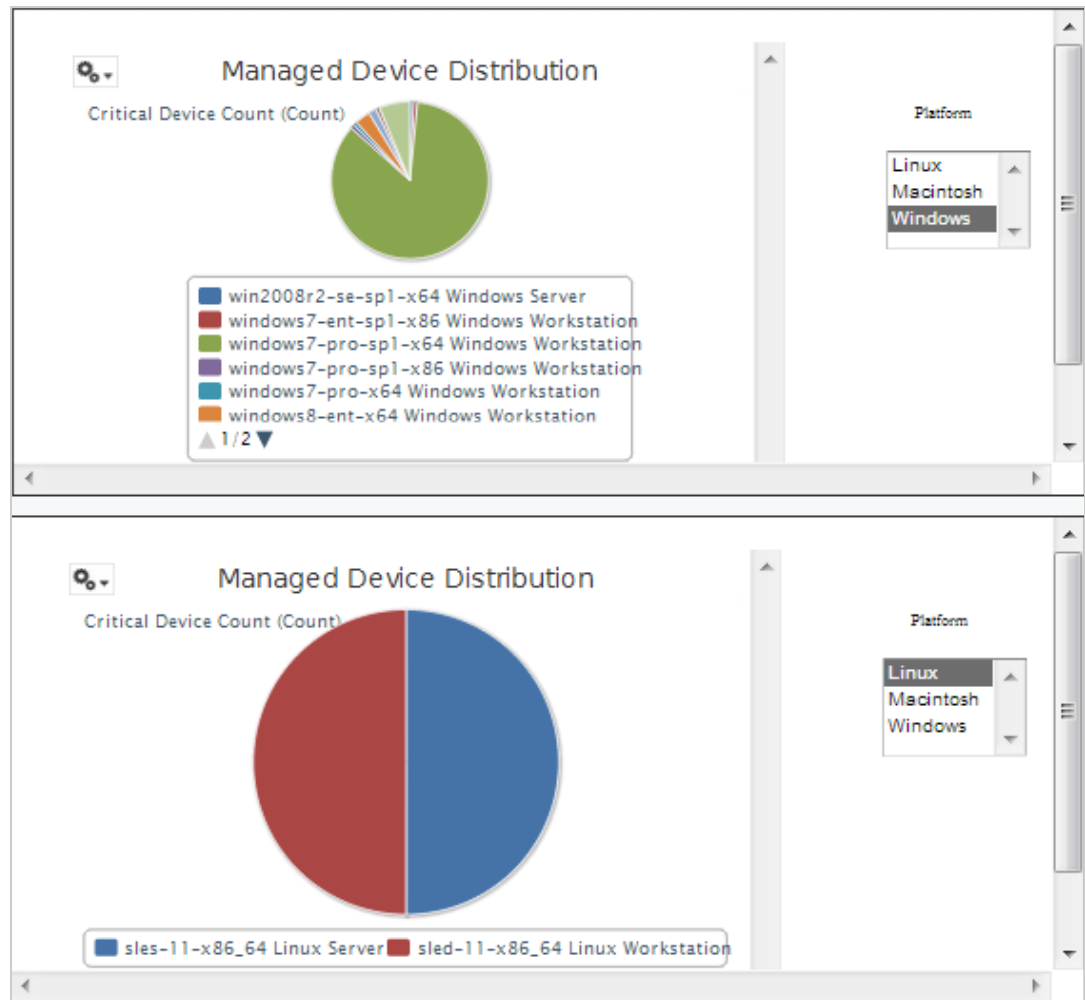 Managed Device Distribution
Critical Device Count (Count)
Platform
Linux
Macintosh
Windows
win2008r2-se-sp1-x64 Windows Server
windows7-ent-sp1-x86 Windows Workstation
windows7-pro-sp1-x64 Windows Workstation
windows7-pro-sp1-x86 Windows Workstation
windows7-pro-x64 Windows Workstation
windows8-ent-x64 Windows Workstation
1/2
Managed Device Distribution
Critical Device Count (Count)
Platform
Linux
Macintosh
Windows
sles-11-x86_64 Linux Server sled-11-x86_64 Linux Workstation